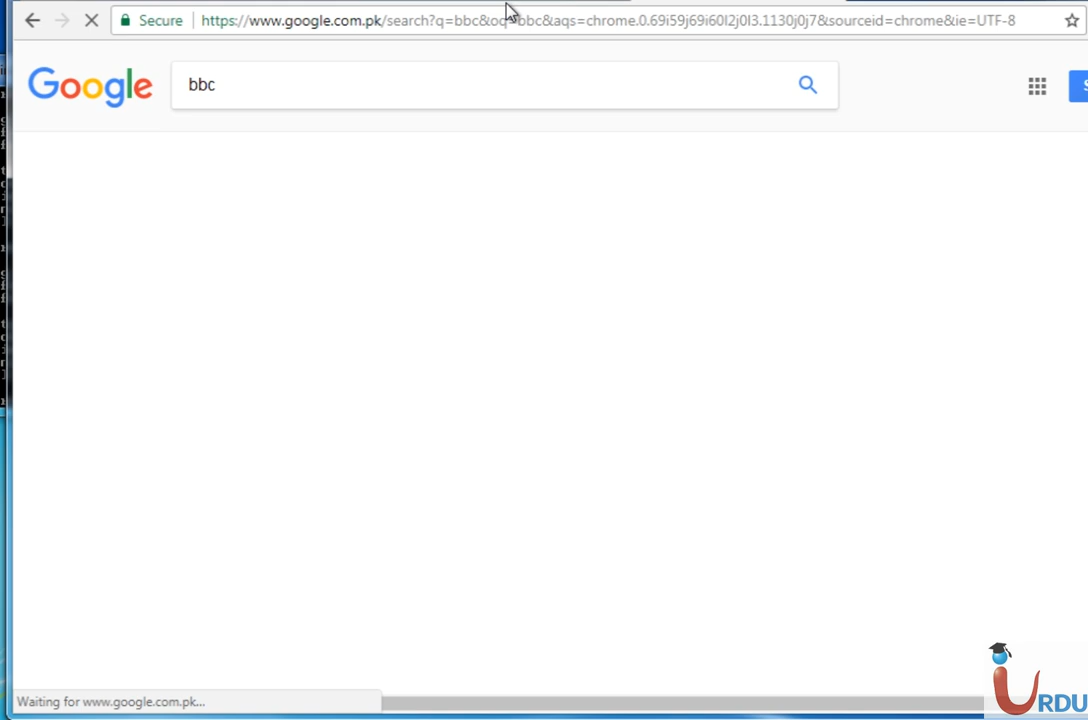 Secure https://www.google.com.pk/search?q=bbc&oq=bbc&aqs=chrome.0.69i59j69i60l2j0l3.1130j0j7&sourceid=chrome&ie=UTF-8
Google bbc
Waiting for www.google.com.pk...
URDU